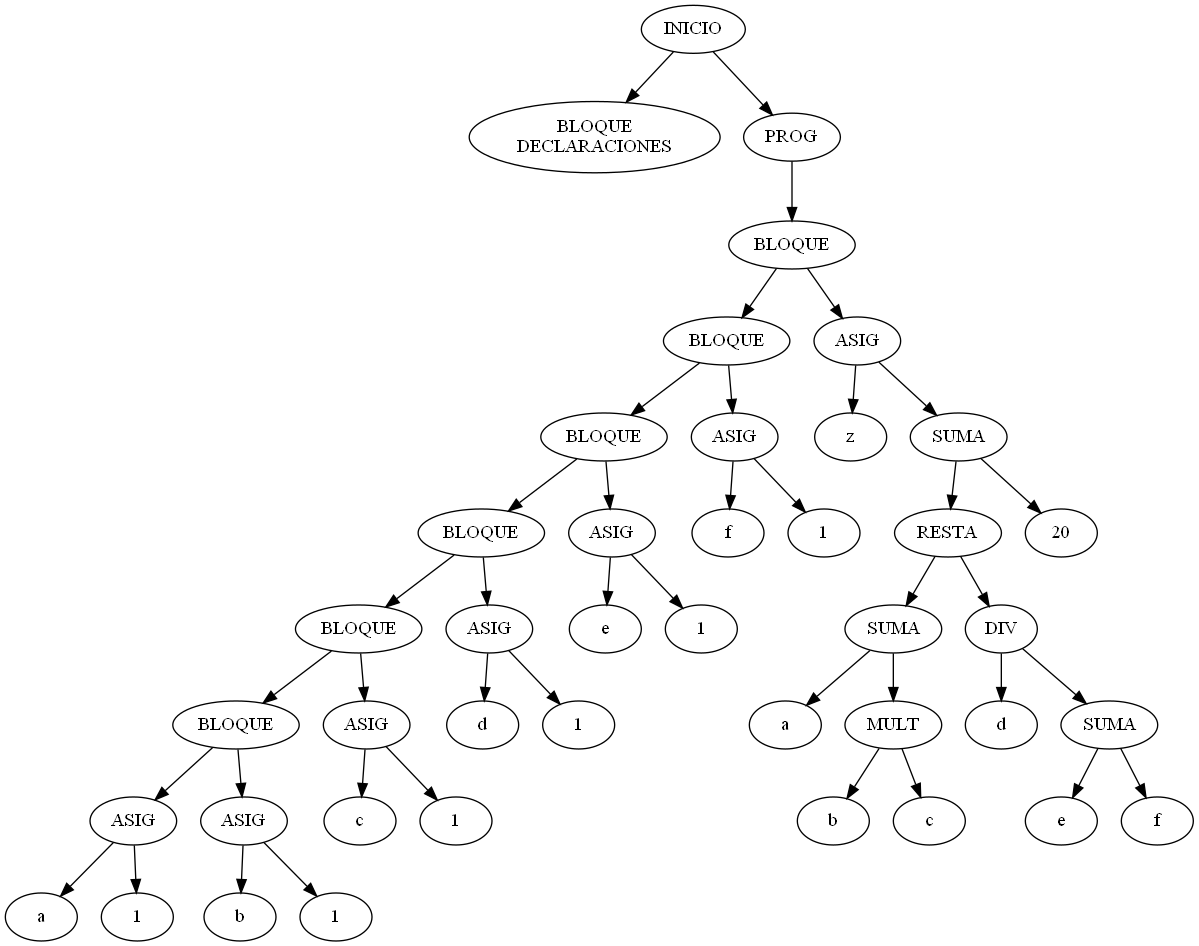 INICIO
BLOQUE
DECLARACIONES
PROG
BLOQUE
BLOQUE
ASIG
BLOQUE
ASIG
z
SUMA
BLOQUE
ASIG
f
1
RESTA
20
BLOQUE
ASIG
e
1
SUMA
DIV
BLOQUE
ASIG
d
1
a
MULT
d
SUMA
ASIG
ASIG
c
1
b
c
e
f
a
1
b
1